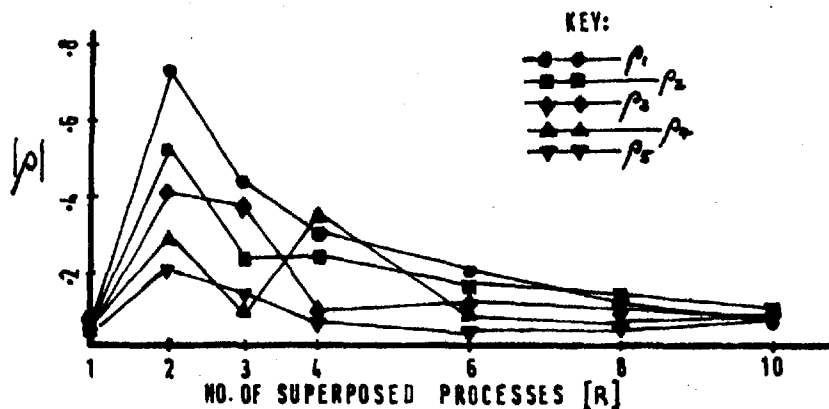 KEY:
ρ1
ρ2
ρ3
ρ4
ρ5
|ρ|
.8
.6
.4
.2
1 2 3 4 6 8 10
NO. OF SUPERPOSED PROCESSES [R]